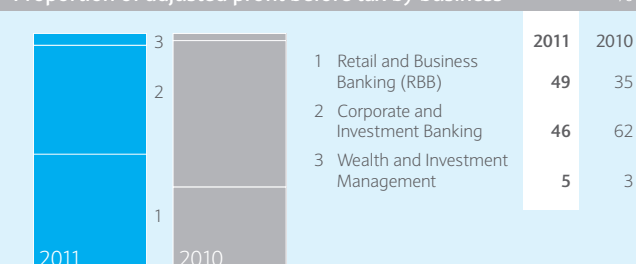 Proportion of adjusted profit before tax by business
2011 2010
1 Retail and Business
Banking (RBB) 49 35
2 Corporate and
Investment Banking 46 62
3 Wealth and Investment
Management 5 3
3
2
1
2011 2010